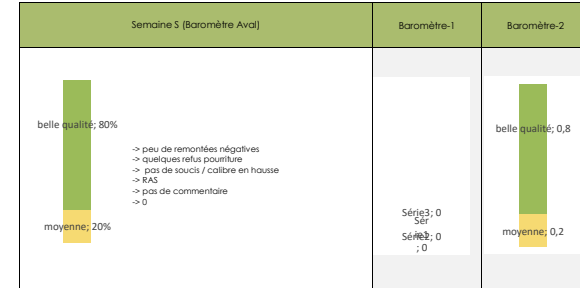 Semaine S (Baromètre Aval)
Baromètre-1
Baromètre-2
belle qualité; 80%
-> peu de remontées négatives
-> quelques refus pourriture
->  pas de soucis / calibre en hausse
-> RAS
-> pas de commentaire
-> 0
moyenne; 20%
Série3; 0
Série2; 0
; 0
belle qualité; 0,8
moyenne; 0,2